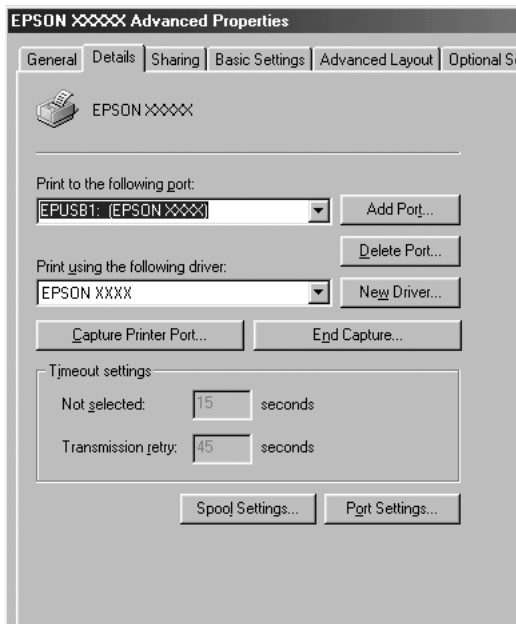 EPSON XXXXX Advanced Properties
General Details Sharing Basic Settings Advanced Layout Optional S
EPSON XXXXX
Print to the following port:
EPUSB1: (EPSON XXXX) Add Port...
Delete Port...
Print using the following driver:
EPSON XXXX New Driver...
Capture Printer Port... End Capture...
Timeout settings
Not selected: 15 seconds
Transmission retry: 45 seconds
Spool Settings... Port Settings...